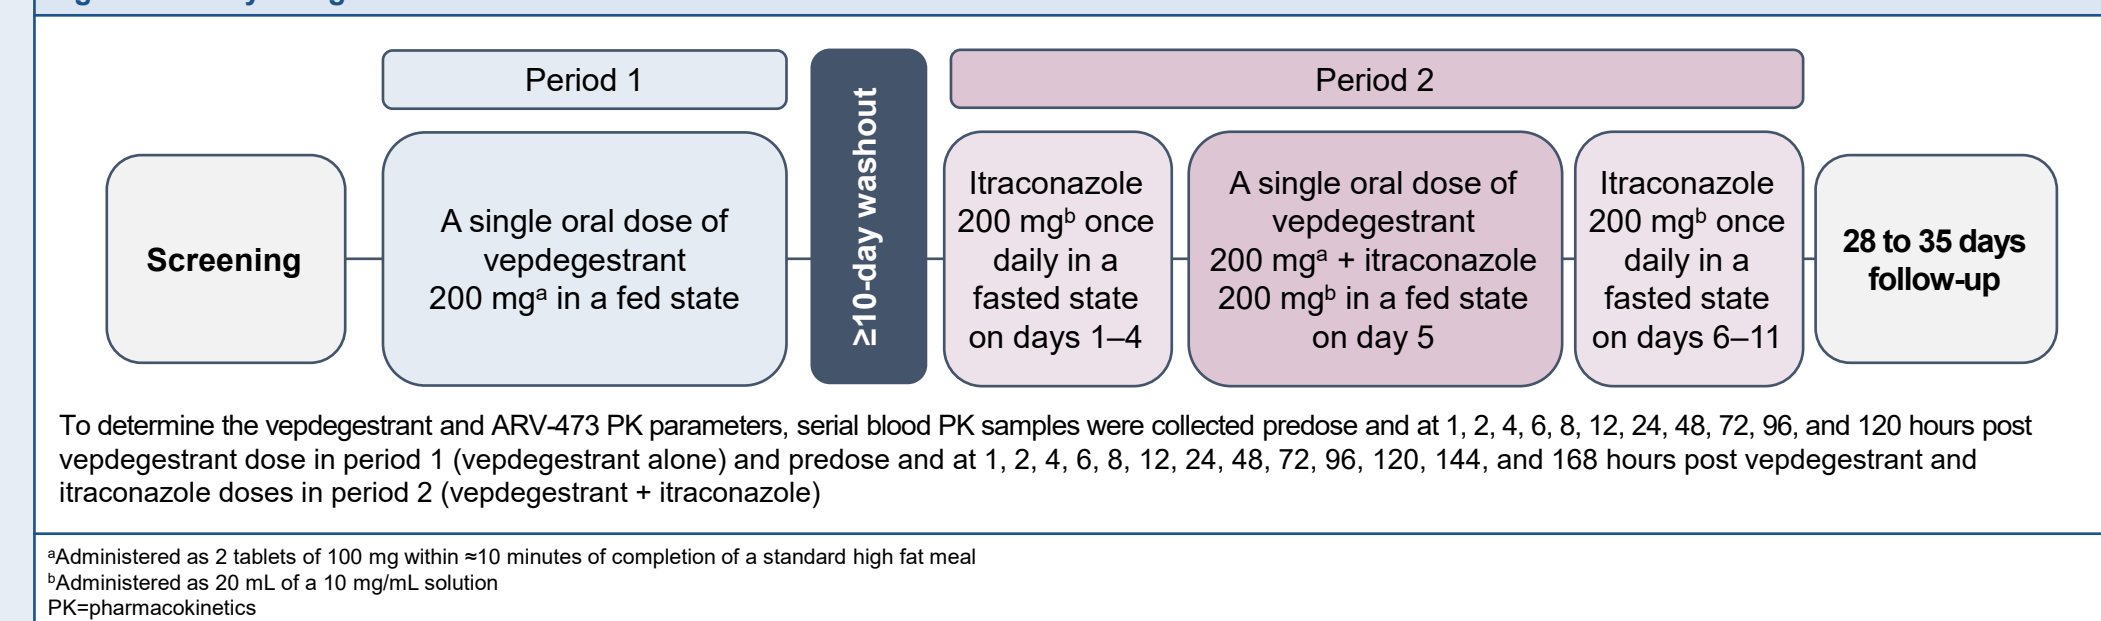 Period 1
Period 2
Screening
A single oral dose of
vepdegestrant
200 mgᵃ in a fed state
≥10-day washout
Itraconazole
200 mgᵇ once
daily in a
fasted state
on days 1–4
A single oral dose of
vepdegestrant
200 mgᵃ + itraconazole
200 mgᵇ in a fed state
on day 5
Itraconazole
200 mgᵇ once
daily in a
fasted state
on days 6–11
28 to 35 days
follow-up
To determine the vepdegestrant and ARV-473 PK parameters, serial blood PK samples were collected predose and at 1, 2, 4, 6, 8, 12, 24, 48, 72, 96, and 120 hours post
vepdegestrant dose in period 1 (vepdegestrant alone) and predose and at 1, 2, 4, 6, 8, 12, 24, 48, 72, 96, 120, 144, and 168 hours post vepdegestrant and
itraconazole doses in period 2 (vepdegestrant + itraconazole)
ᵃAdministered as 2 tablets of 100 mg within ≈10 minutes of completion of a standard high fat meal
ᵇAdministered as 20 mL of a 10 mg/mL solution
PK=pharmacokinetics